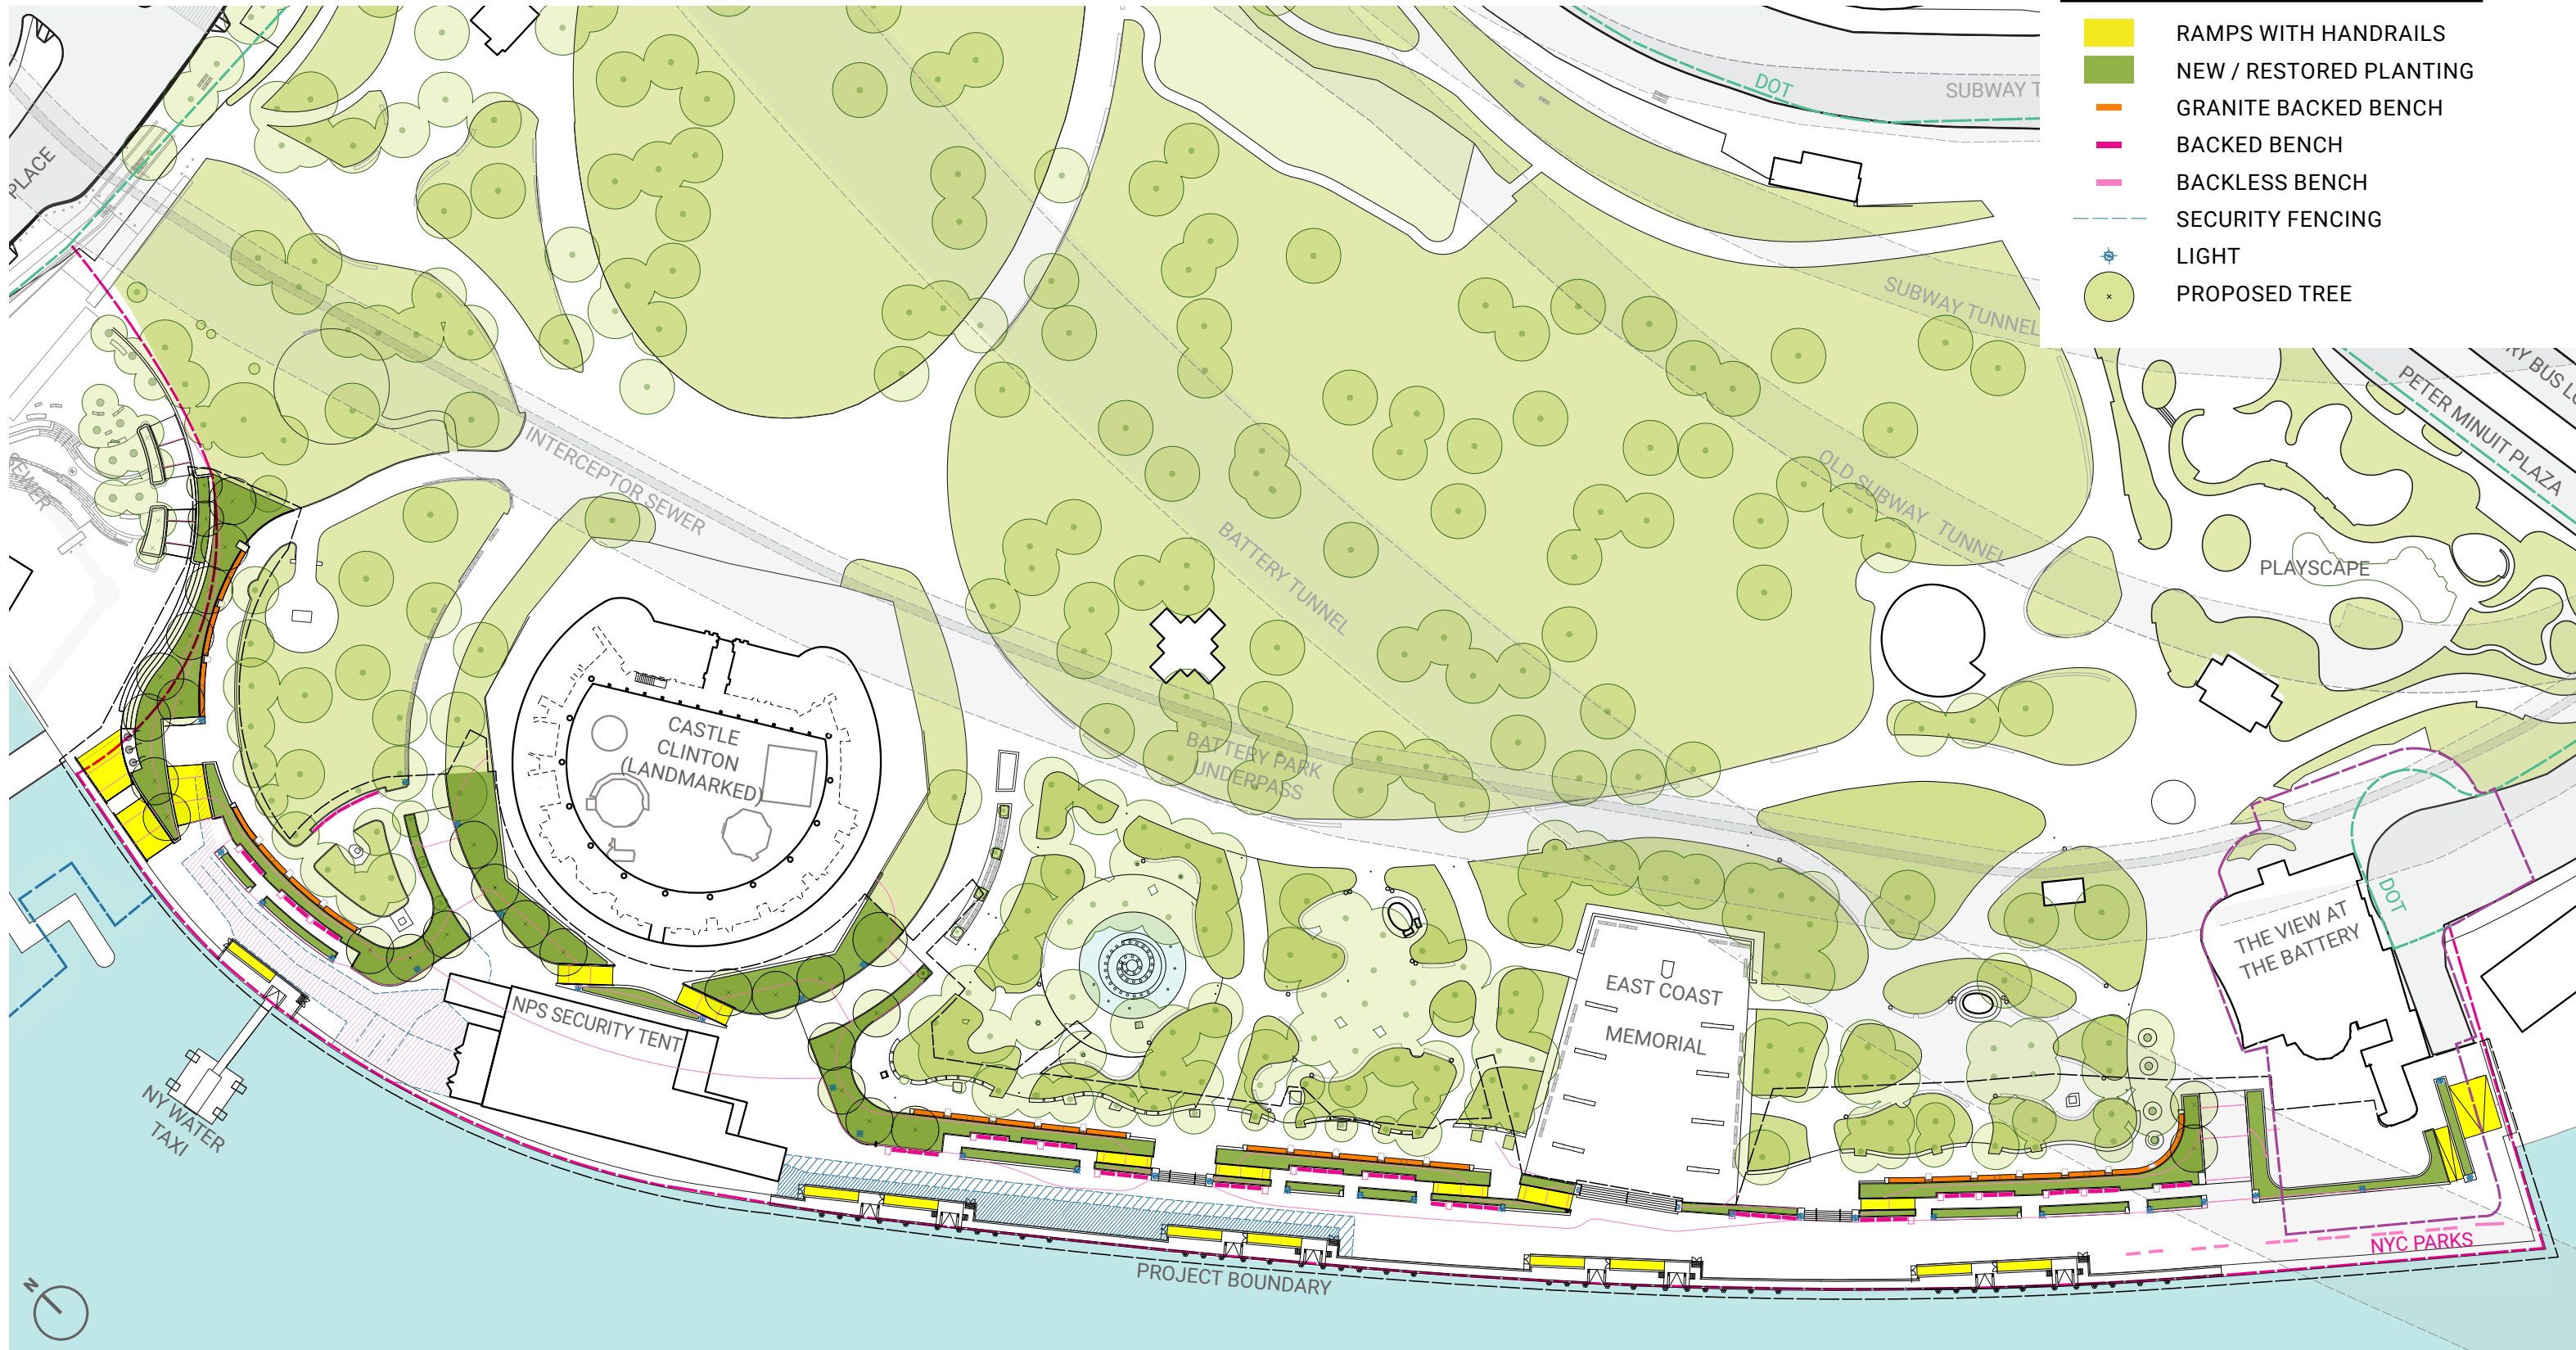 RAMPS WITH HANDRAILS
NEW / RESTORED PLANTING
GRANITE BACKED BENCH
BACKED BENCH
BACKLESS BENCH
SECURITY FENCING
LIGHT
PROPOSED TREE
DOT
SUBWAY T
PLACE
SUBWAY TUNNEL
RY BUS LO
PETER MINUIT PLAZA
INTERCEPTOR SEWER
SEWER
OLD SUBWAY TUNNEL
BATTERY TUNNEL
PLAYSCAPE
CASTLE
CLINTON
(LANDMARKED)
BATTERY PARK
UNDERPASS
DOT
THE VIEW AT
THE BATTERY
EAST COAST
MEMORIAL
NPS SECURITY TENT
NY WATER
TAXI
NYC PARKS
PROJECT BOUNDARY
N